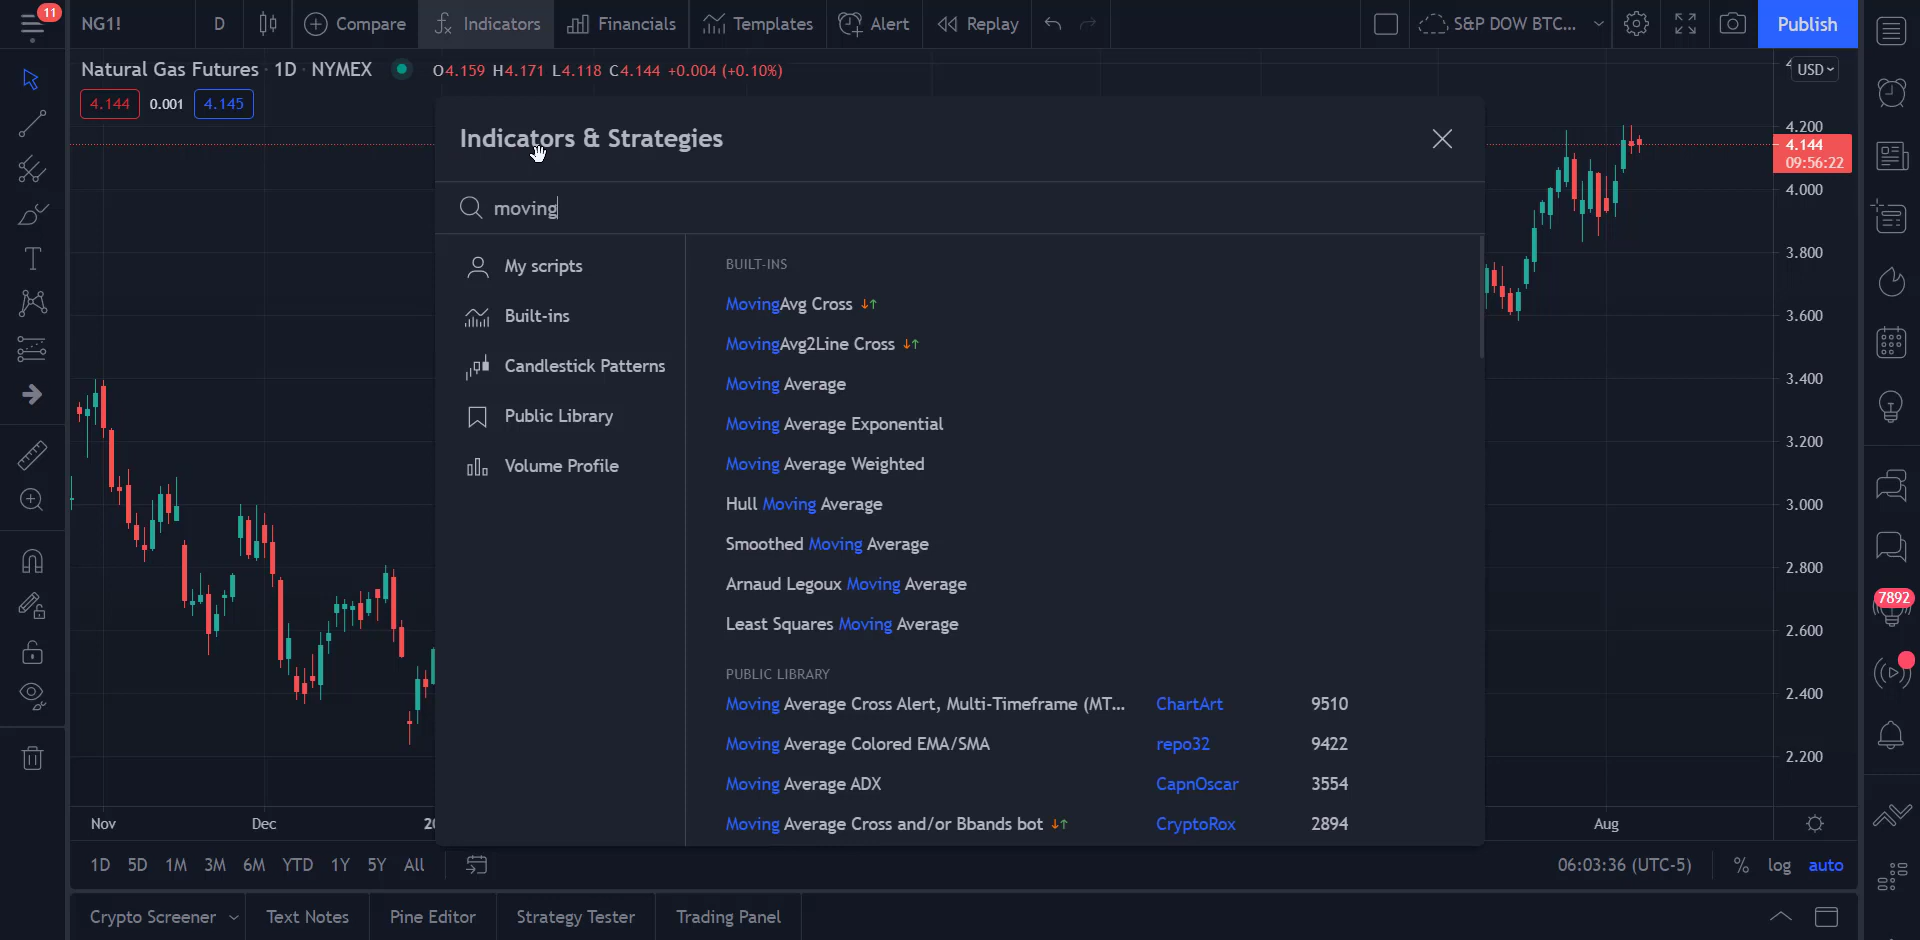 11
NG1!
D
Compare
Indicators
Financials
Templates
Alert
Replay
S&P DOW BTC...
Publish
Natural Gas Futures · 1D · NYMEX
O4.159 H4.171 L4.118 C4.144 +0.004 (+0.10%)
USD
4.144
0.001
4.145
Indicators & Strategies
moving
My scripts
Built-ins
Candlestick Patterns
Public Library
Volume Profile
BUILT-INS
MovingAvg Cross
MovingAvg2Line Cross
Moving Average
Moving Average Exponential
Moving Average Weighted
Hull Moving Average
Smoothed Moving Average
Arnaud Legoux Moving Average
Least Squares Moving Average
PUBLIC LIBRARY
Moving Average Cross Alert, Multi-Timeframe (MT... ChartArt 9510
Moving Average Colored EMA/SMA repo32 9422
Moving Average ADX CapnOscar 3554
Moving Average Cross and/or Bbands bot CryptoRox 2894
4.200
4.144
09:56:22
4.000
3.800
3.600
3.400
3.200
3.000
2.800
2.600
2.400
2.200
7892
Nov
Dec
Aug
1D 5D 1M 3M 6M YTD 1Y 5Y All
06:03:36 (UTC-5)
% log auto
Crypto Screener
Text Notes
Pine Editor
Strategy Tester
Trading Panel